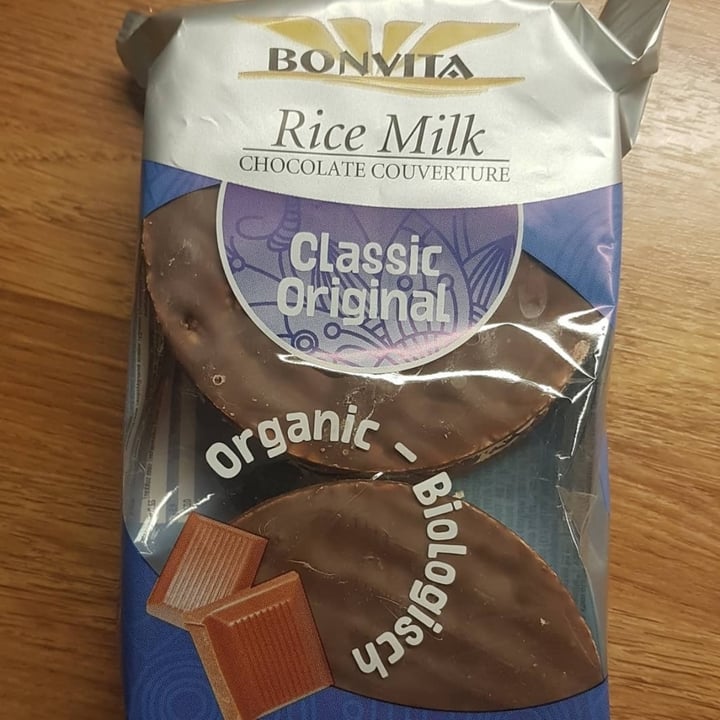 BONVITA
Rice Milk
CHOCOLATE COUVERTURE
Classic
Original
Organic - Biologisch